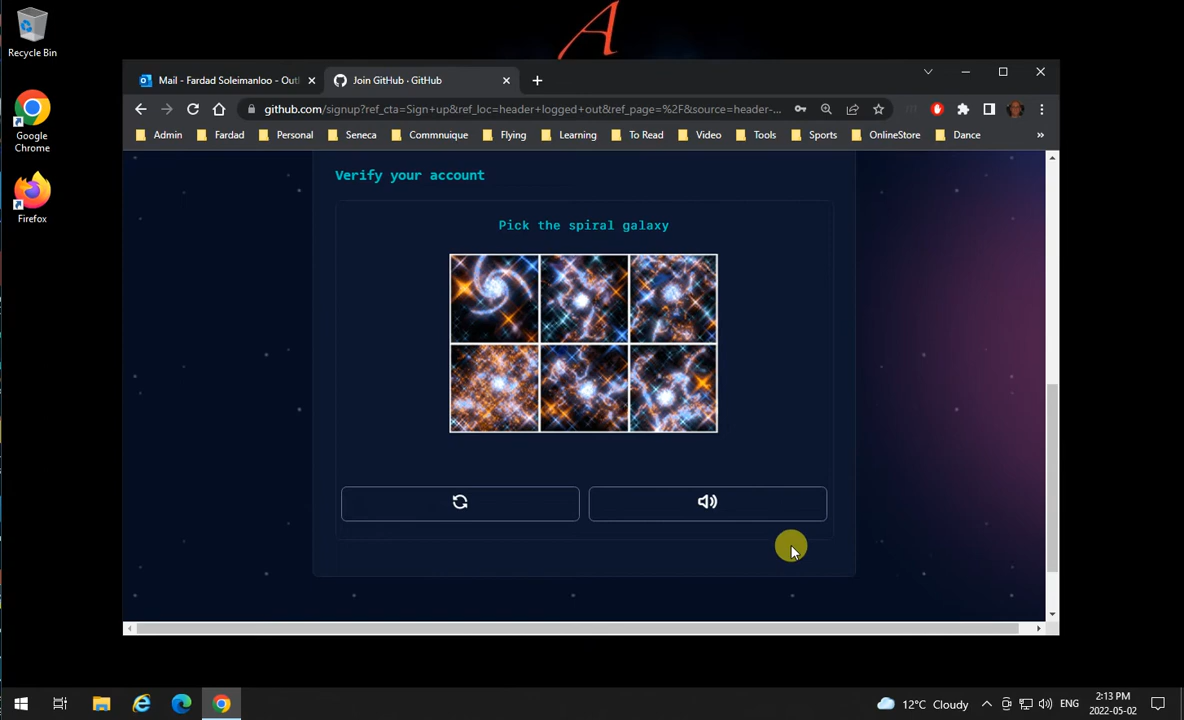 A
Recycle Bin
Mail - Fardad Soleimanloo - Outl
Join GitHub · GitHub
github.com/signup?ref_cta=Sign+up&ref_loc=header+logged+out&ref_page=%2F&source=header-...
Admin Fardad Personal Seneca Commnuique Flying Learning To Read Video Tools Sports OnlineStore Dance »
Google Chrome
Firefox
Verify your account
Pick the spiral galaxy
12°C Cloudy
ENG
2:13 PM
2022-05-02